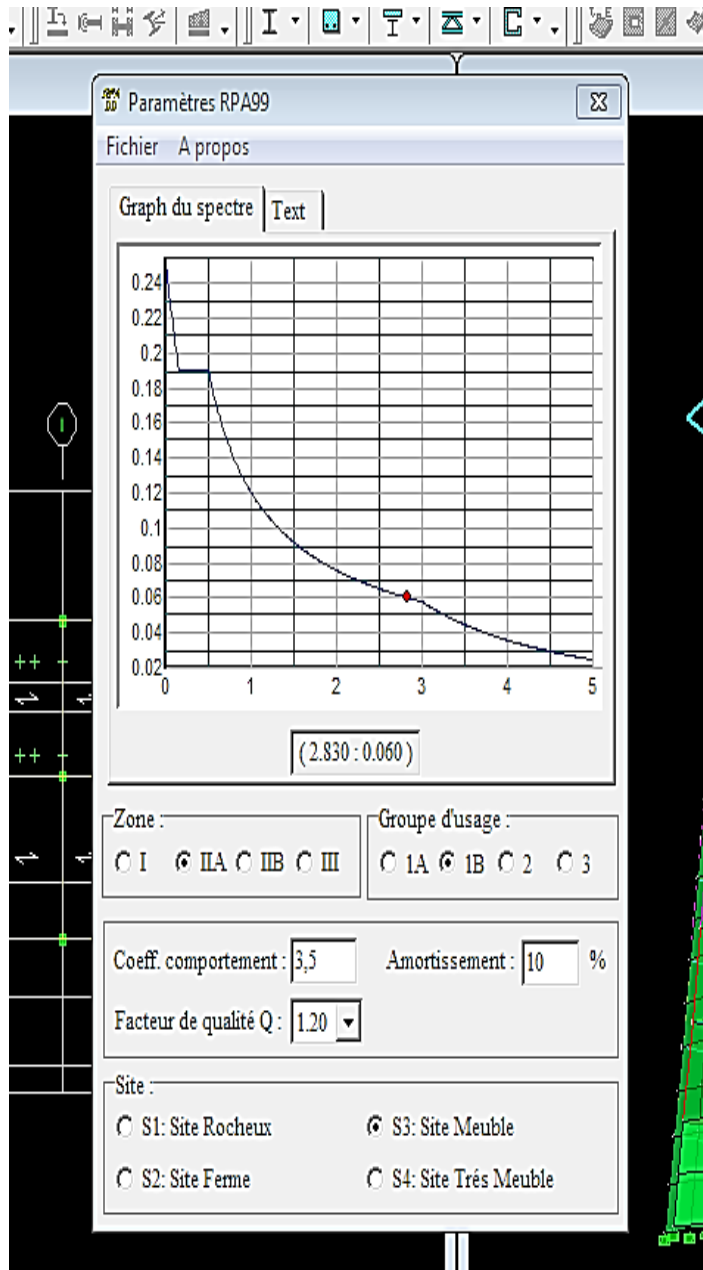 Paramètres RPA99
Fichier A propos
Graph du spectre Text
0.24
0.22
0.2
0.18
0.16
0.14
0.12
0.1
0.08
0.06
0.04
0.02
0 1 2 3 4 5
( 2.830 : 0.060 )
Zone : Groupe d'usage :
I IIA IIB III 1A 1B 2 3
Coeff. comportement : 3,5 Amortissement : 10 %
Facteur de qualité Q : 1.20
Site :
S1: Site Rocheux S3: Site Meuble
S2: Site Ferme S4: Site Trés Meuble